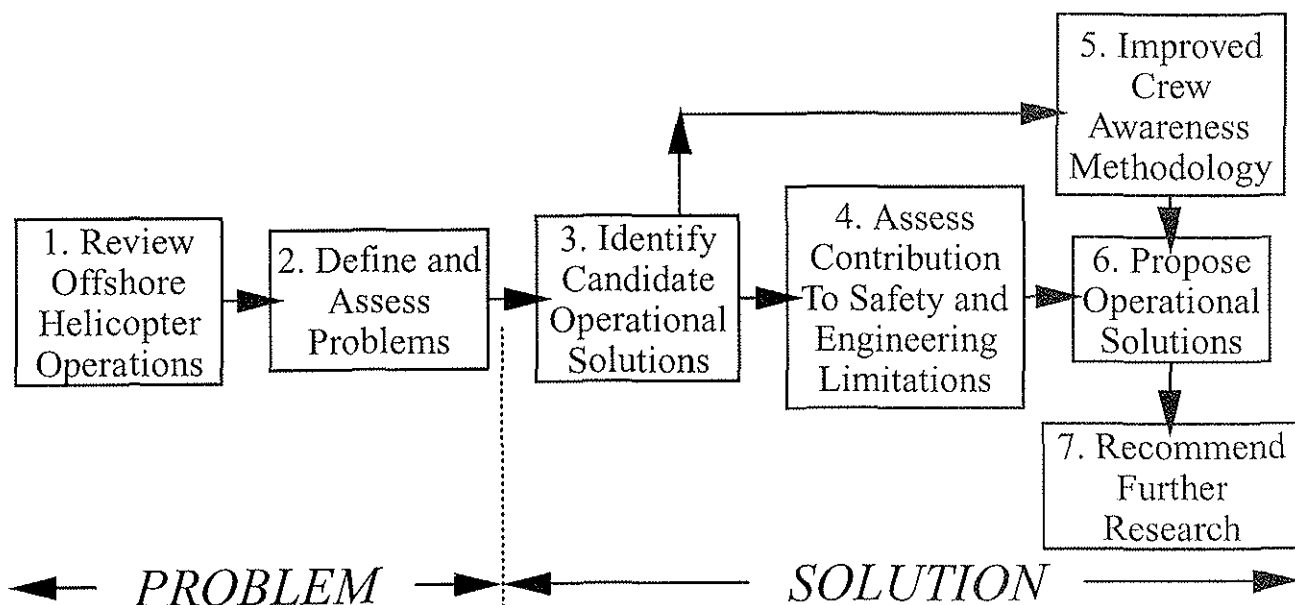 1. Review
Offshore
Helicopter
Operations
2. Define and
Assess
Problems
3. Identify
Candidate
Operational
Solutions
4. Assess
Contribution
To Safety and
Engineering
Limitations
5. Improved
Crew
Awareness
Methodology
6. Propose
Operational
Solutions
7. Recommend
Further
Research
PROBLEM
SOLUTION